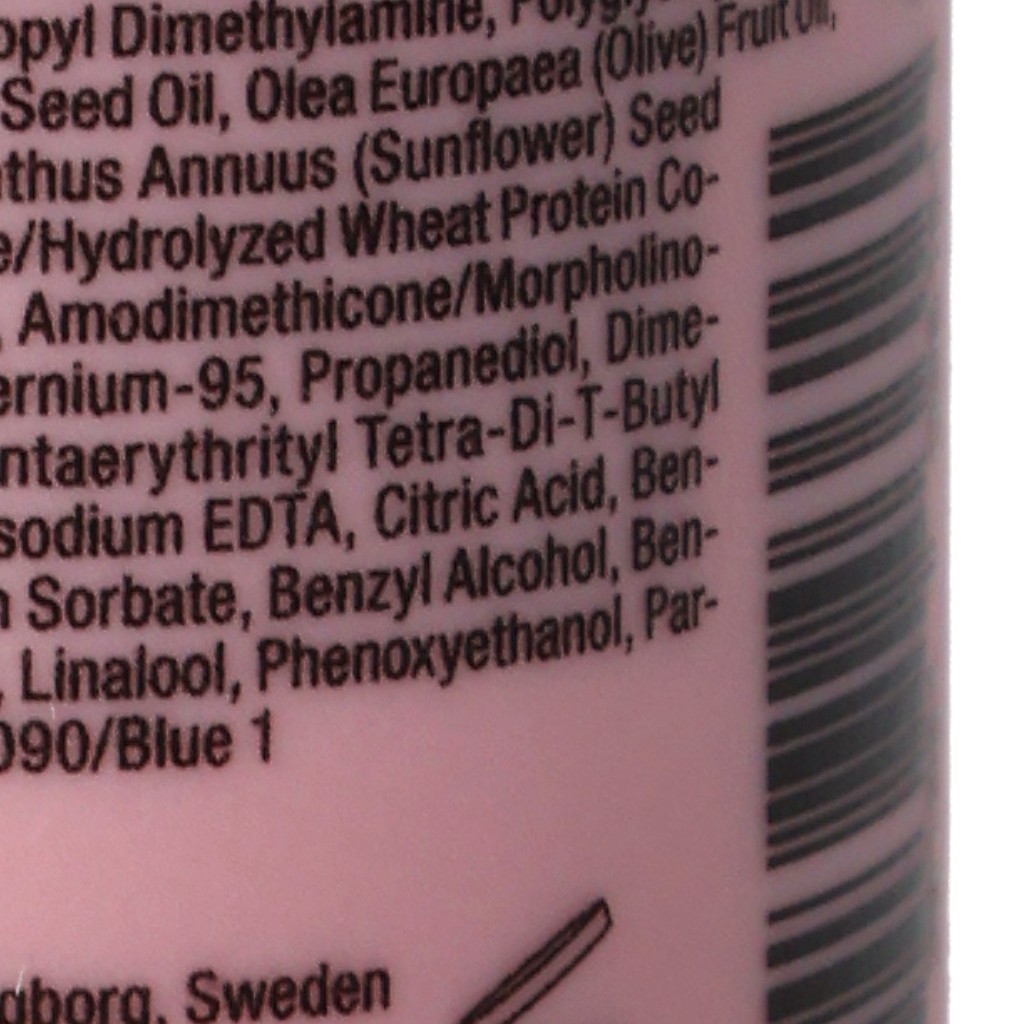 opyl Dimethylamine,
Seed Oil, Olea Europaea (Olive) Fruit Oil,
nthus Annuus (Sunflower) Seed
e/Hydrolyzed Wheat Protein Co-
, Amodimethicone/Morpholino-
ernium-95, Propanediol, Dime-
ntaerythrityl Tetra-Di-T-Butyl
sodium EDTA, Citric Acid, Ben-
Sorbate, Benzyl Alcohol, Ben-
, Linalool, Phenoxyethanol, Par-
090/Blue 1
gborg, Sweden